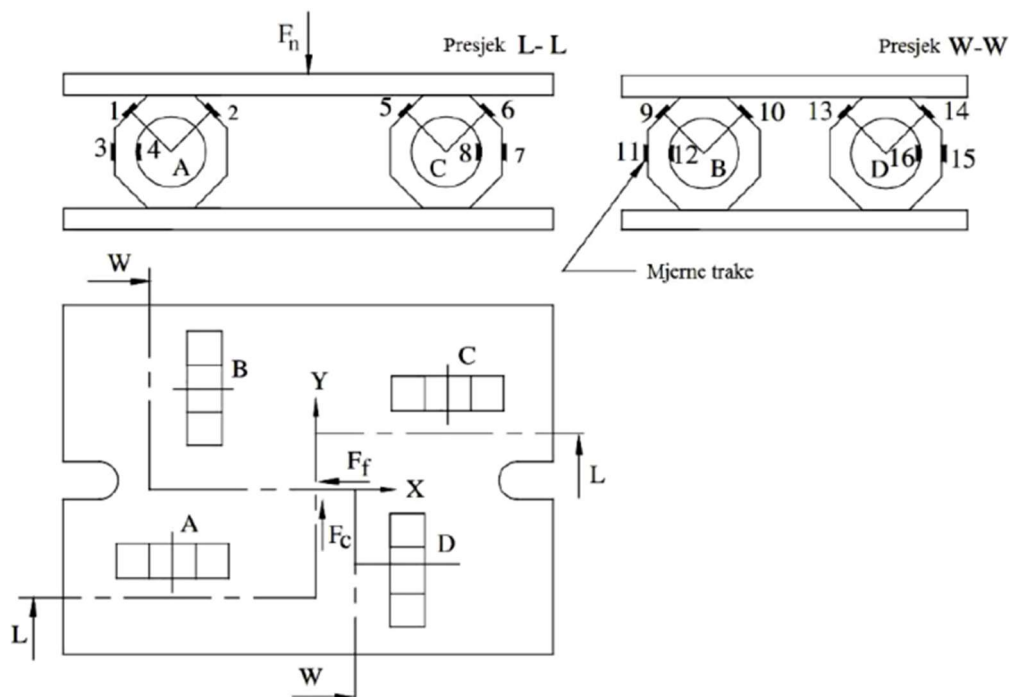 Fn
Presjek L-L
Presjek W-W
1 2 5 6
3 4 A C 8 7
9 10 13 14
11 12 B D 16 15
Mjerne trake
W
B
C
Y
Ff
X
L
A
Fc
D
L
W